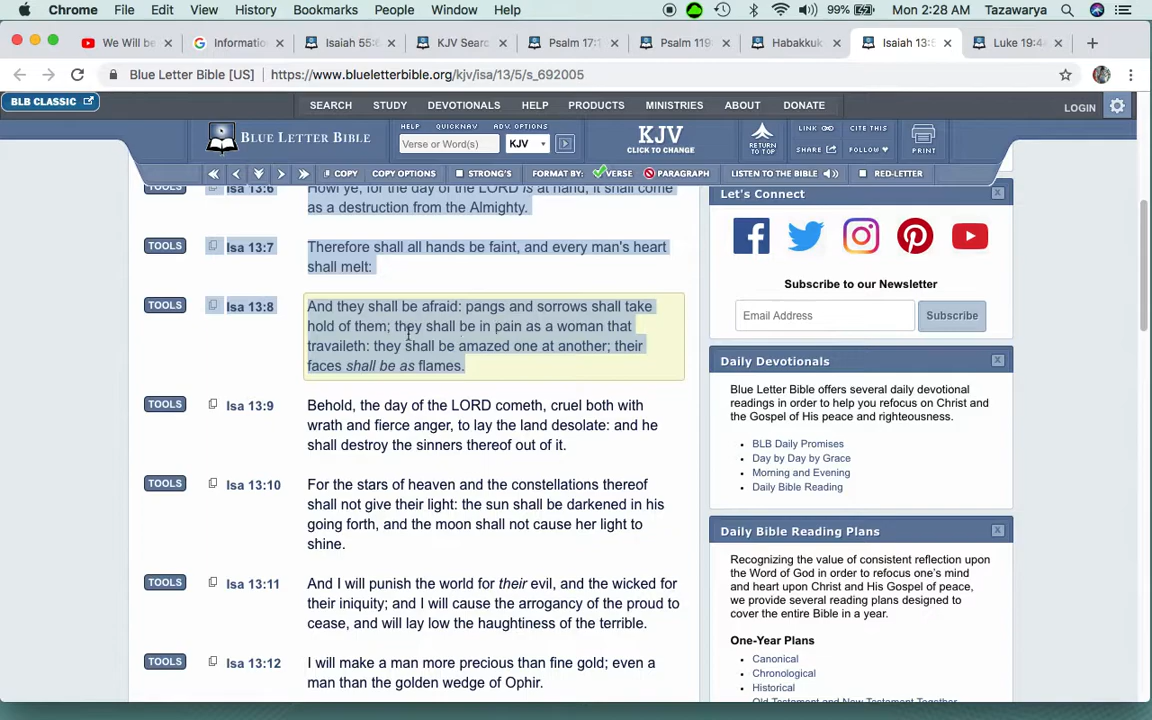 Chrome File Edit View History Bookmarks People Window Help 99% Mon 2:28 AM Tazawarya
We Will be Informatio Isaiah 55:6 KJV Searc Psalm 17:1 Psalm 119 Habakkuk Isaiah 13:5 Luke 19:4
Blue Letter Bible [US] https://www.blueletterbible.org/kjv/isa/13/5/s_692005
BLB CLASSIC
SEARCH STUDY DEVOTIONALS HELP PRODUCTS MINISTRIES ABOUT DONATE LOGIN
BLUE LETTER BIBLE
HELP QUICKNAV ADV. OPTIONS
Verse or Word(s) KJV
KJV
CLICK TO CHANGE
RETURN
TO TOP
LINK CITE THIS
SHARE FOLLOW
PRINT
COPY COPY OPTIONS STRONG'S FORMAT BY: VERSE PARAGRAPH LISTEN TO THE BIBLE RED-LETTER
TOOLS Isa 13:6 Howl ye; for the day of the LORD is at hand; it shall come
as a destruction from the Almighty.
TOOLS Isa 13:7 Therefore shall all hands be faint, and every man's heart
shall melt:
TOOLS Isa 13:8 And they shall be afraid: pangs and sorrows shall take
hold of them; they shall be in pain as a woman that
travaileth: they shall be amazed one at another; their
faces shall be as flames.
TOOLS Isa 13:9 Behold, the day of the LORD cometh, cruel both with
wrath and fierce anger, to lay the land desolate: and he
shall destroy the sinners thereof out of it.
TOOLS Isa 13:10 For the stars of heaven and the constellations thereof
shall not give their light: the sun shall be darkened in his
going forth, and the moon shall not cause her light to
shine.
TOOLS Isa 13:11 And I will punish the world for their evil, and the wicked for
their iniquity; and I will cause the arrogancy of the proud to
cease, and will lay low the haughtiness of the terrible.
TOOLS Isa 13:12 I will make a man more precious than fine gold; even a
man than the golden wedge of Ophir.
Let's Connect
Subscribe to our Newsletter
Email Address Subscribe
Daily Devotionals
Blue Letter Bible offers several daily devotional
readings in order to help you refocus on Christ and
the Gospel of His peace and righteousness.
BLB Daily Promises
Day by Day by Grace
Morning and Evening
Daily Bible Reading
Daily Bible Reading Plans
Recognizing the value of consistent reflection upon
the Word of God in order to refocus one's mind
and heart upon Christ and His Gospel of peace,
we provide several reading plans designed to
cover the entire Bible in a year.
One-Year Plans
Canonical
Chronological
Historical
Old Testament and New Testament Together